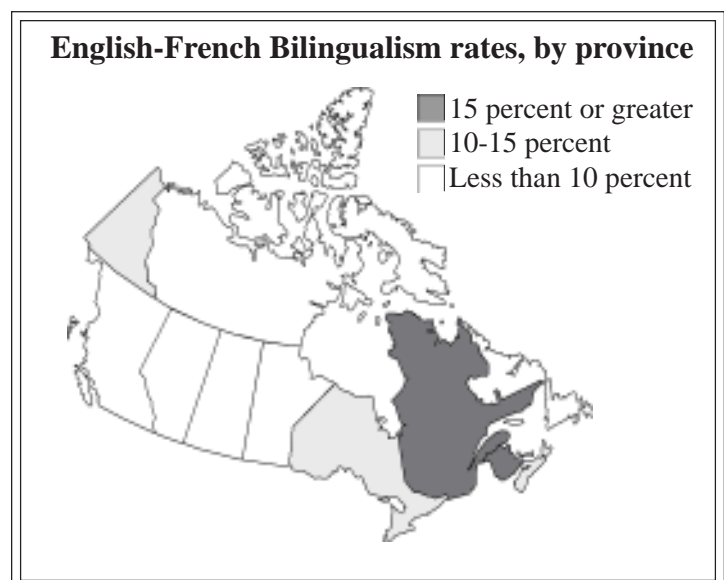 English-French Bilingualism rates, by province
15 percent or greater
10-15 percent
Less than 10 percent